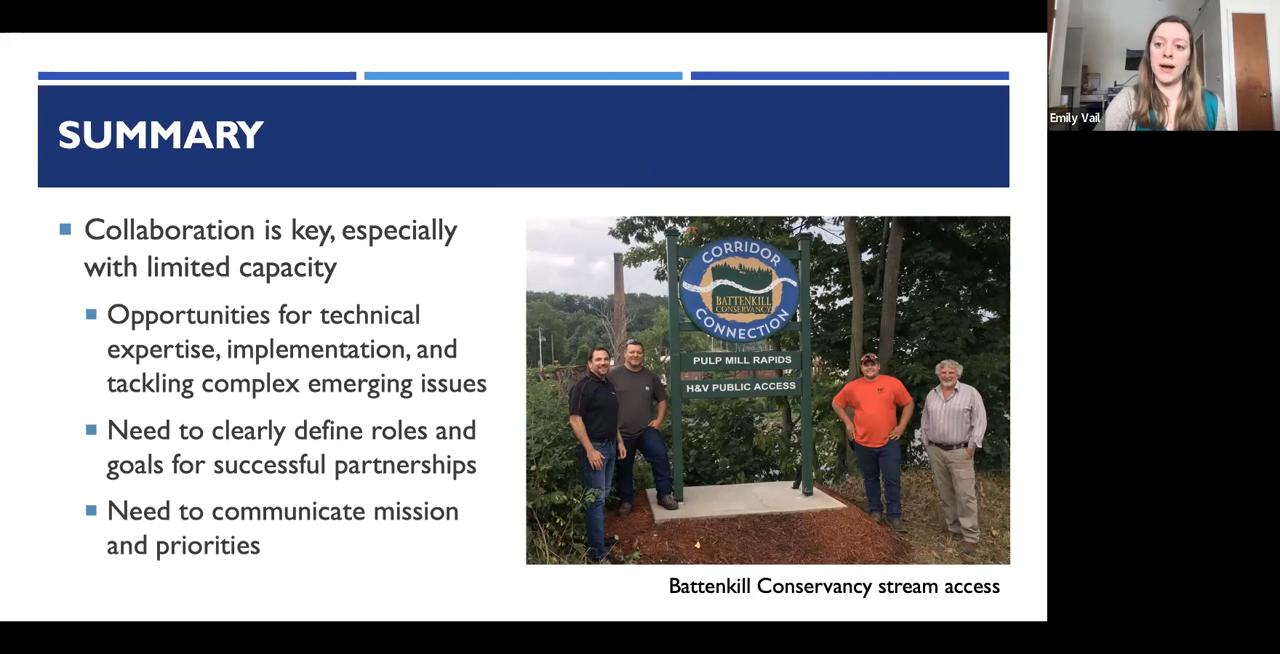 SUMMARY
Collaboration is key, especially
with limited capacity
Opportunities for technical
expertise, implementation, and
tackling complex emerging issues
Need to clearly define roles and
goals for successful partnerships
Need to communicate mission
and priorities
CORRIDOR
BATTENKILL
CONSERVANCY
CONNECTION
PULP MILL RAPIDS
H&V PUBLIC ACCESS
Battenkill Conservancy stream access
Emily Vail